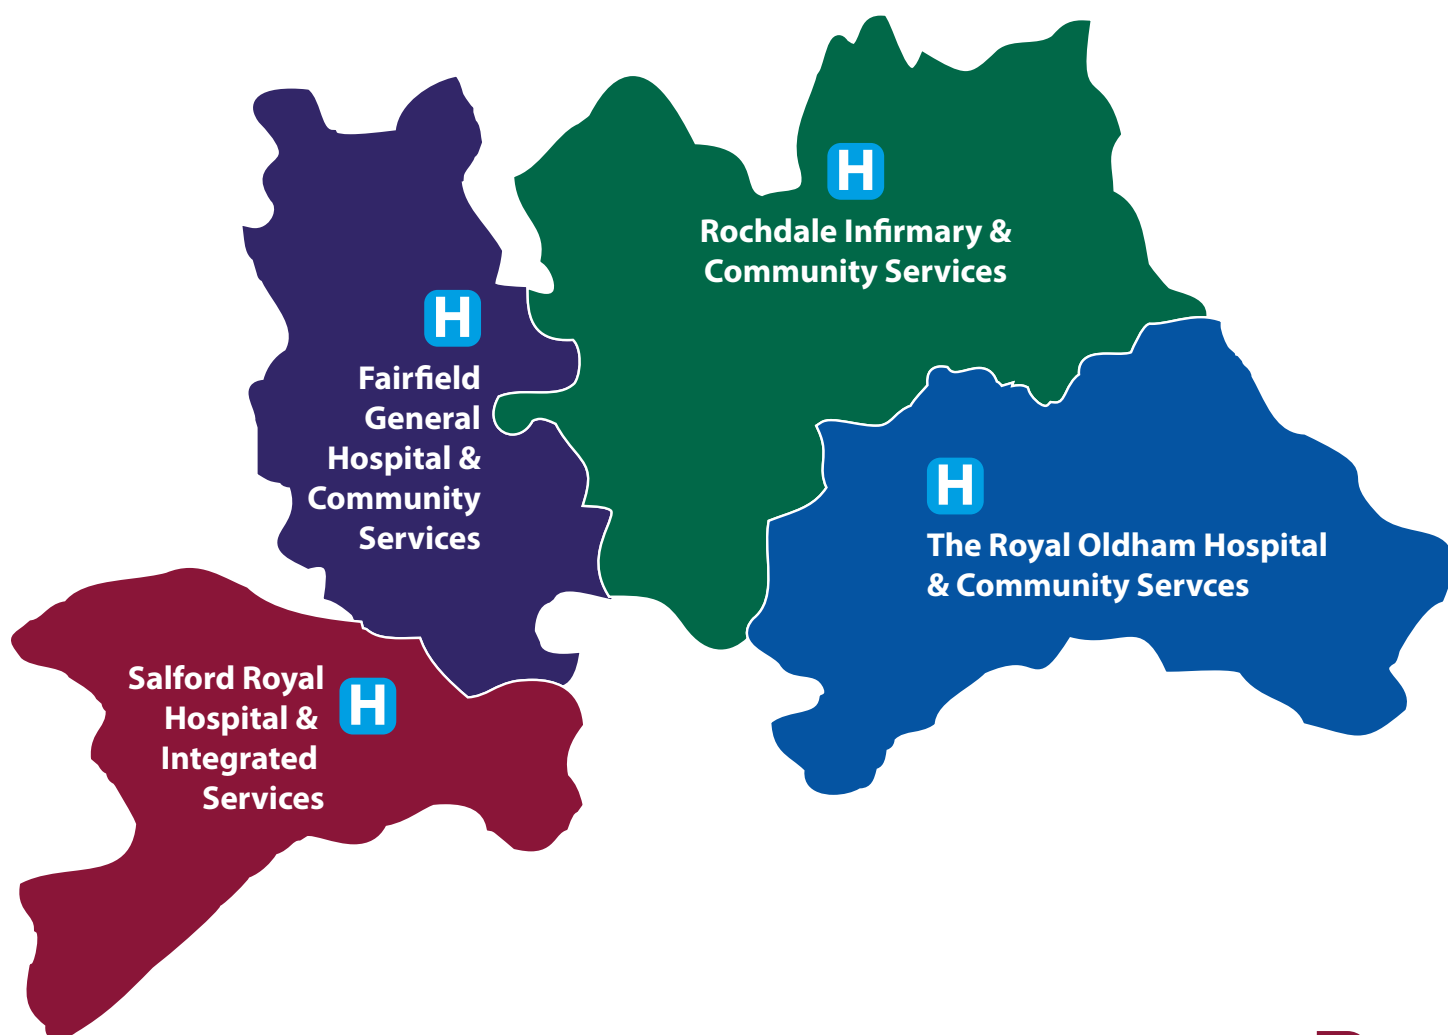 H
Rochdale Infirmary &
Community Services
H
Fairfield
General
Hospital &
Community
Services
H
The Royal Oldham Hospital
& Community Servces
Salford Royal
Hospital &
Integrated
Services
H